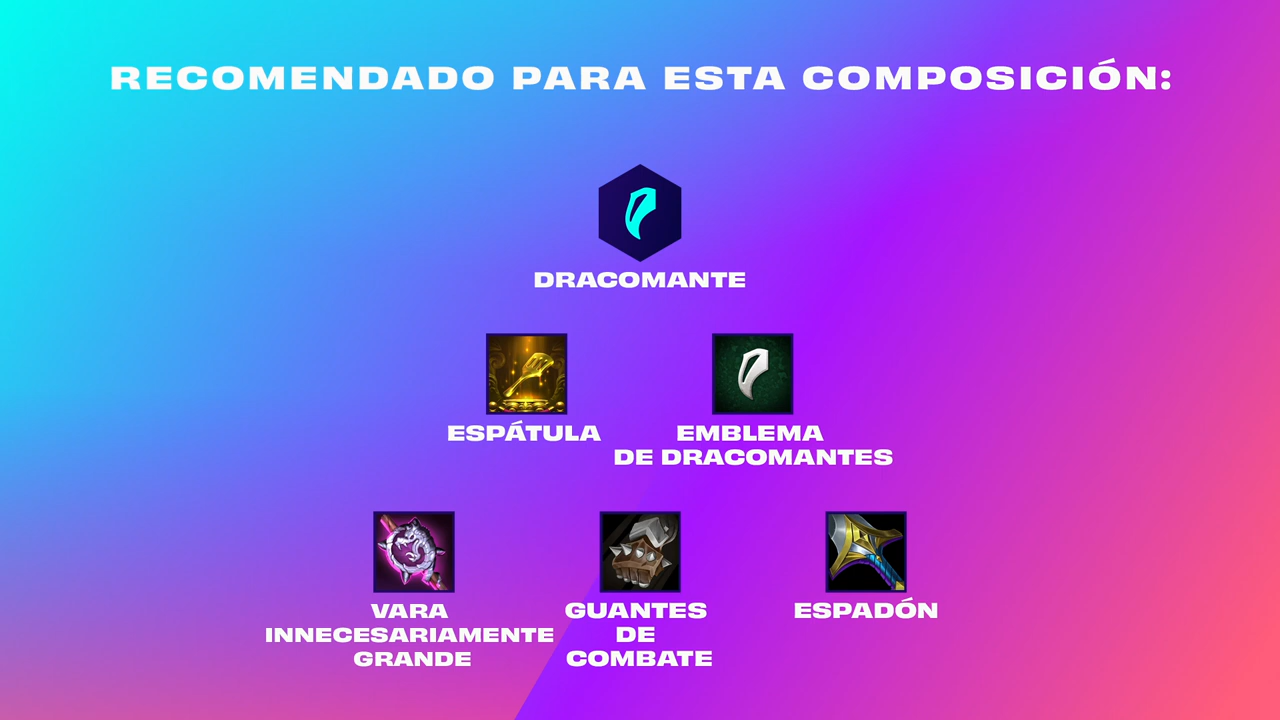 RECOMENDADO PARA ESTA COMPOSICIÓN:
DRACOMANTE
ESPÁTULA
EMBLEMA
DE DRACOMANTES
VARA
INNECESARIAMENTE
GRANDE
GUANTES
DE
COMBATE
ESPADÓN